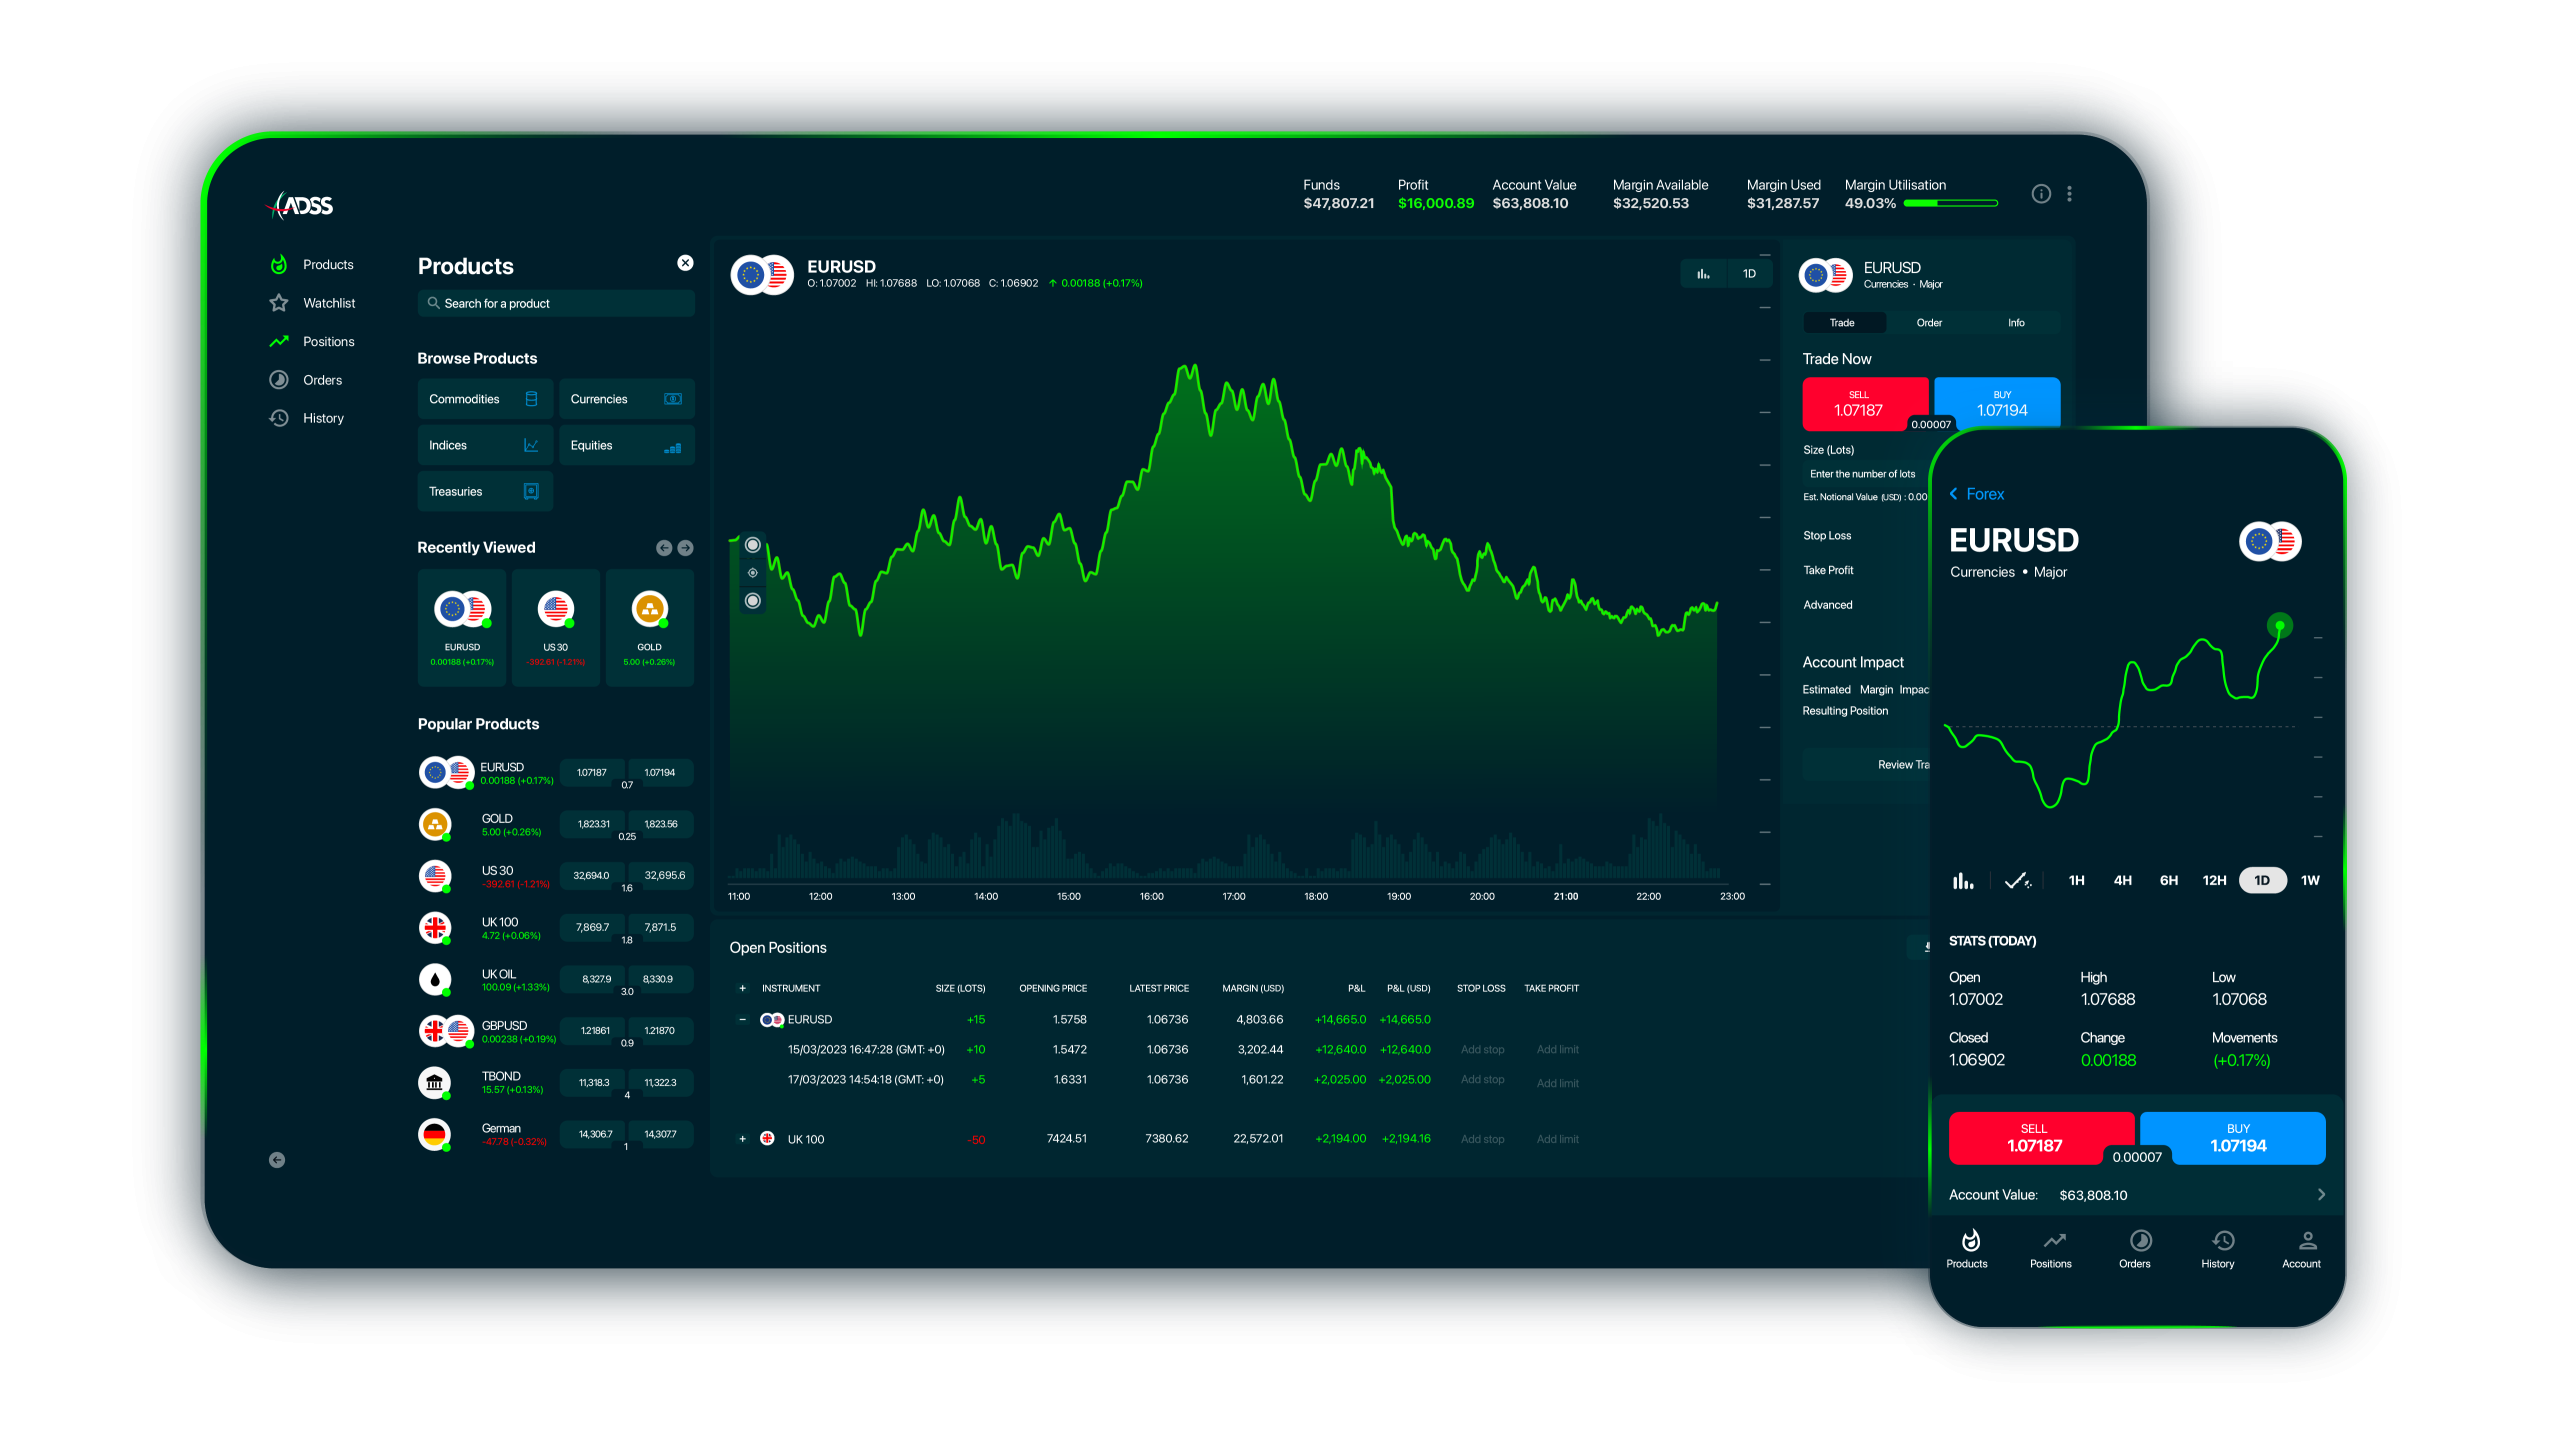 ADSS
Funds Profit Account Value Margin Available Margin Used Margin Utilisation
$47,807.21 $16,000.89 $63,808.10 $32,520.53 $31,287.57 49.03%
Products
Watchlist
Positions
Orders
History
Products
Search for a product
Browse Products
Commodities Currencies
Indices Equities
Treasuries
Recently Viewed
EURUSD US 30 GOLD
0.00188 (+0.17%) -392.61 (-1.21%) 5.00 (+0.26%)
Popular Products
EURUSD
0.00188 (+0.17%)
1.07187 1.07194
0.7
GOLD
5.00 (+0.26%)
1,823.31 1,823.56
0.25
US 30
-392.61 (-1.21%)
32,694.0 32,695.6
1.6
UK 100
4.72 (+0.06%)
7,869.7 7,871.5
1.8
UK OIL
100.09 (+1.33%)
8,327.9 8,330.9
3.0
GBPUSD
0.00238 (+0.19%)
1.21861 1.21870
0.9
TBOND
15.57 (+0.13%)
11,318.3 11,322.3
4
German
-47.78 (-0.32%)
14,306.7 14,307.7
1
EURUSD
O: 1.07002 HI: 1.07688 LO: 1.07068 C: 1.06902 ↑ 0.00188 (+0.17%)
1D
11:00 12:00 13:00 14:00 15:00 16:00 17:00 18:00 19:00 20:00 21:00 22:00 23:00
Open Positions
+ INSTRUMENT SIZE (LOTS) OPENING PRICE LATEST PRICE MARGIN (USD) P&L P&L (USD) STOP LOSS TAKE PROFIT
− EURUSD +15 1.5758 1.06736 4,803.66 +14,665.0 +14,665.0
15/03/2023 16:47:28 (GMT: +0) +10 1.5472 1.06736 3,202.44 +12,640.0 +12,640.0 Add stop Add limit
17/03/2023 14:54:18 (GMT: +0) +5 1.6331 1.06736 1,601.22 +2,025.00 +2,025.00 Add stop Add limit
+ UK 100 -50 7424.51 7380.62 22,572.01 +2,194.00 +2,194.16 Add stop Add limit
EURUSD
Currencies · Major
Trade Order Info
Trade Now
SELL BUY
1.07187 1.07194
0.00007
Size (Lots)
Enter the number of lots
Est. Notional Value (USD) : 0.00
Stop Loss
Take Profit
Advanced
Account Impact
Estimated Margin Impac
Resulting Position
Review Tra
Forex
EURUSD
Currencies • Major
1H 4H 6H 12H 1D 1W
STATS (TODAY)
Open High Low
1.07002 1.07688 1.07068
Closed Change Movements
1.06902 0.00188 (+0.17%)
SELL BUY
1.07187 1.07194
0.00007
Account Value: $63,808.10
Products Positions Orders History Account